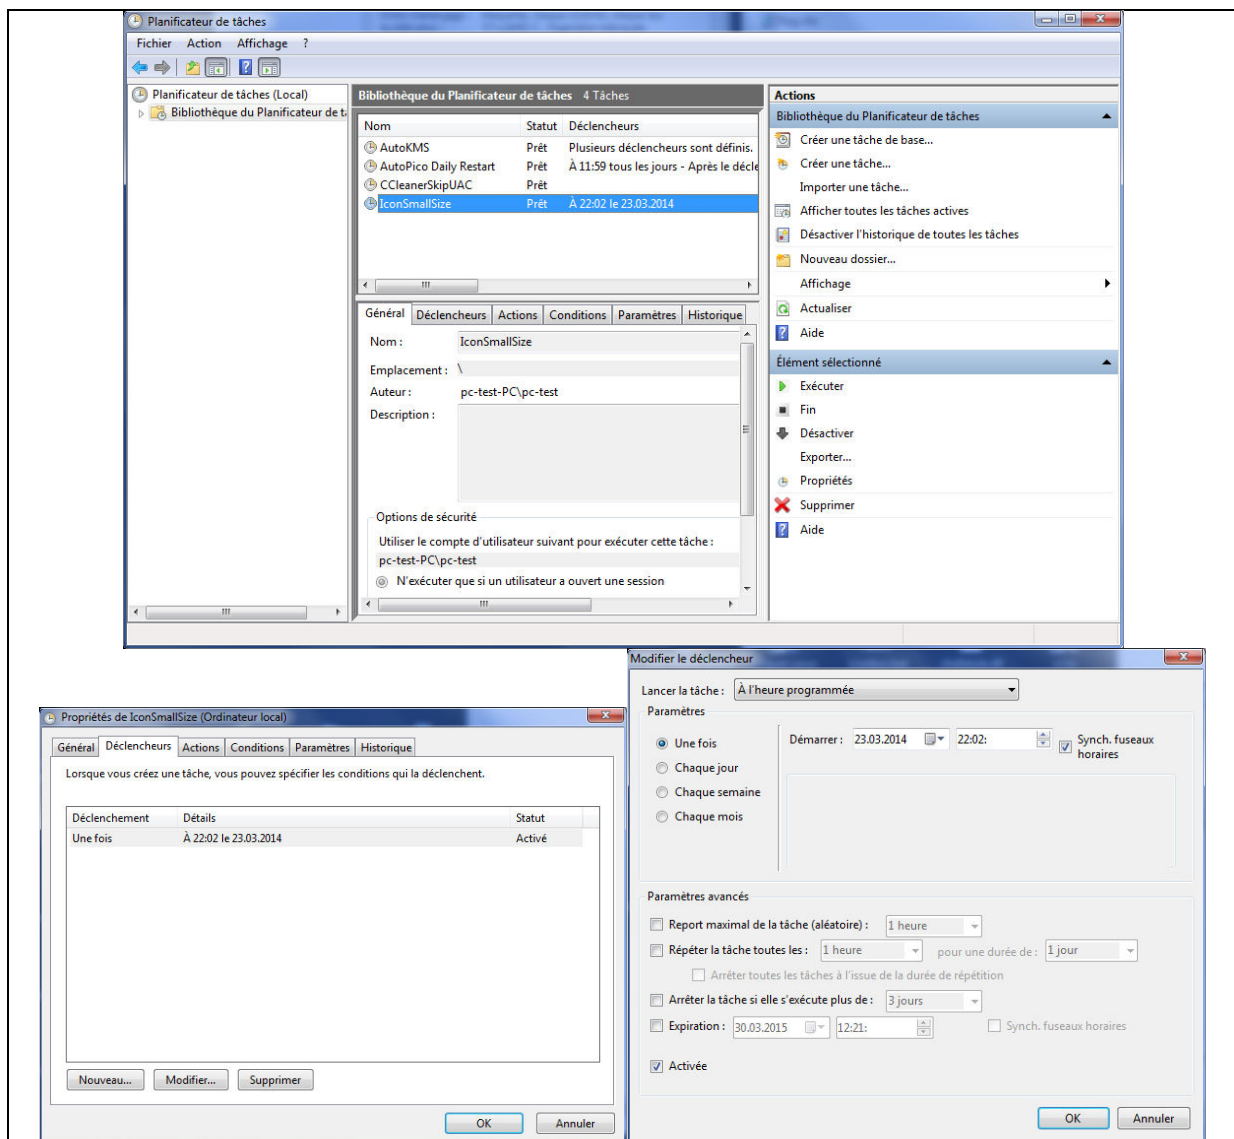 Planificateur de tâches
Fichier Action Affichage ?
Planificateur de tâches (Local)
Bibliothèque du Planificateur de t
Bibliothèque du Planificateur de tâches 4 Tâches
Nom Statut Déclencheurs
AutoKMS Prêt Plusieurs déclencheurs sont définis.
AutoPico Daily Restart Prêt À 11:59 tous les jours - Après le décle
CCleanerSkipUAC Prêt
IconSmallSize Prêt À 22:02 le 23.03.2014
Général Déclencheurs Actions Conditions Paramètres Historique
Nom : IconSmallSize
Emplacement : \
Auteur : pc-test-PC\pc-test
Description :
Options de sécurité
Utiliser le compte d'utilisateur suivant pour exécuter cette tâche :
pc-test-PC\pc-test
N'exécuter que si un utilisateur a ouvert une session
Actions
Bibliothèque du Planificateur de tâches
Créer une tâche de base...
Créer une tâche...
Importer une tâche...
Afficher toutes les tâches actives
Désactiver l'historique de toutes les tâches
Nouveau dossier...
Affichage
Actualiser
Aide
Élément sélectionné
Exécuter
Fin
Désactiver
Exporter...
Propriétés
Supprimer
Aide
Propriétés de IconSmallSize (Ordinateur local)
Général Déclencheurs Actions Conditions Paramètres Historique
Lorsque vous créez une tâche, vous pouvez spécifier les conditions qui la déclenchent.
Déclenchement Détails Statut
Une fois À 22:02 le 23.03.2014 Activé
Nouveau... Modifier... Supprimer
OK Annuler
Modifier le déclencheur
Lancer la tâche : À l'heure programmée
Paramètres
Une fois Démarrer : 23.03.2014 22:02: Synch. fuseaux
horaires
Chaque jour
Chaque semaine
Chaque mois
Paramètres avancés
Report maximal de la tâche (aléatoire) : 1 heure
Répéter la tâche toutes les : 1 heure pour une durée de : 1 jour
Arrêter toutes les tâches à l'issue de la durée de répétition
Arrêter la tâche si elle s'exécute plus de : 3 jours
Expiration : 30.03.2015 12:21: Synch. fuseaux horaires
Activée
OK Annuler